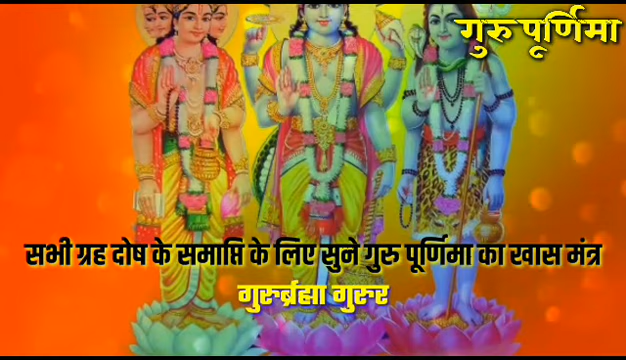 गुरु पूर्णिमा
सभी ग्रह दोष के समाप्ति के लिए सुने गुरु पूर्णिमा का खास मंत्र
गुरुर्ब्रह्मा गुरुर